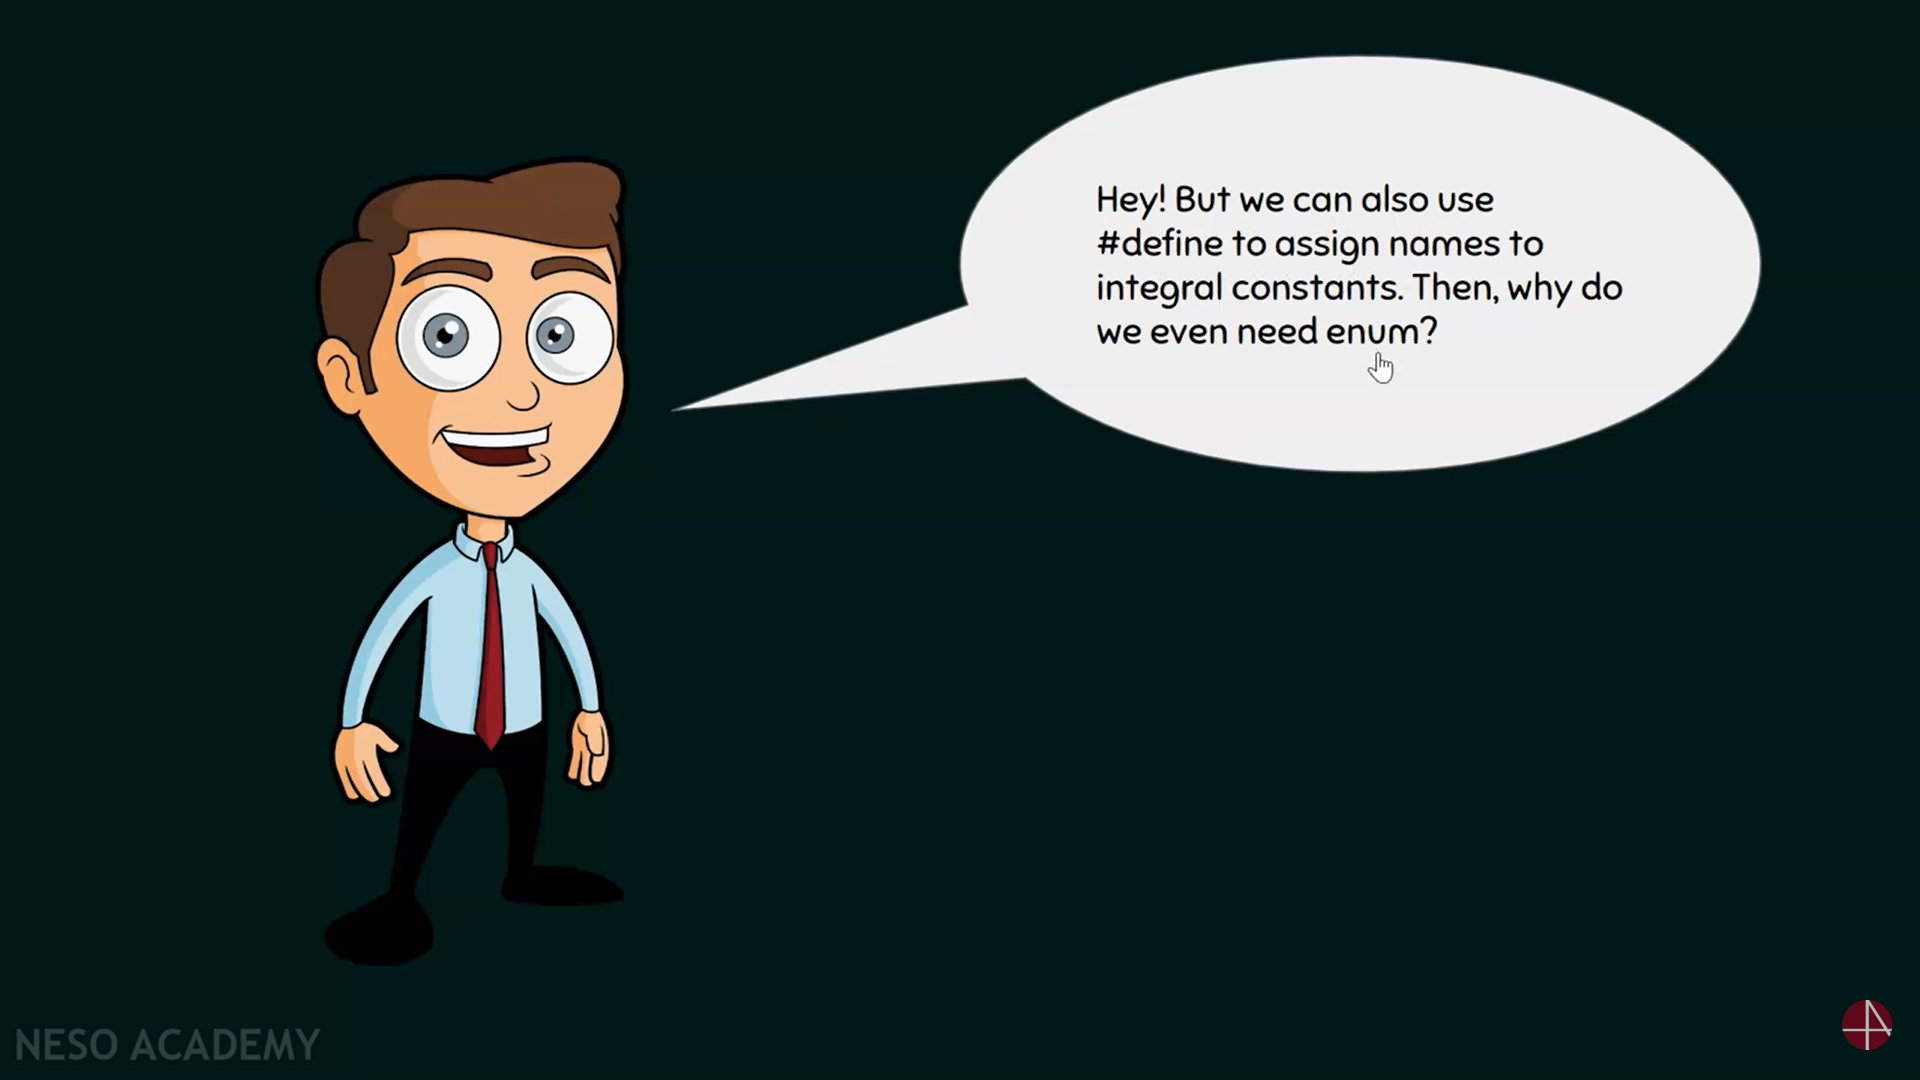 Hey! But we can also use
#define to assign names to
integral constants. Then, why do
we even need enum?
NESO ACADEMY